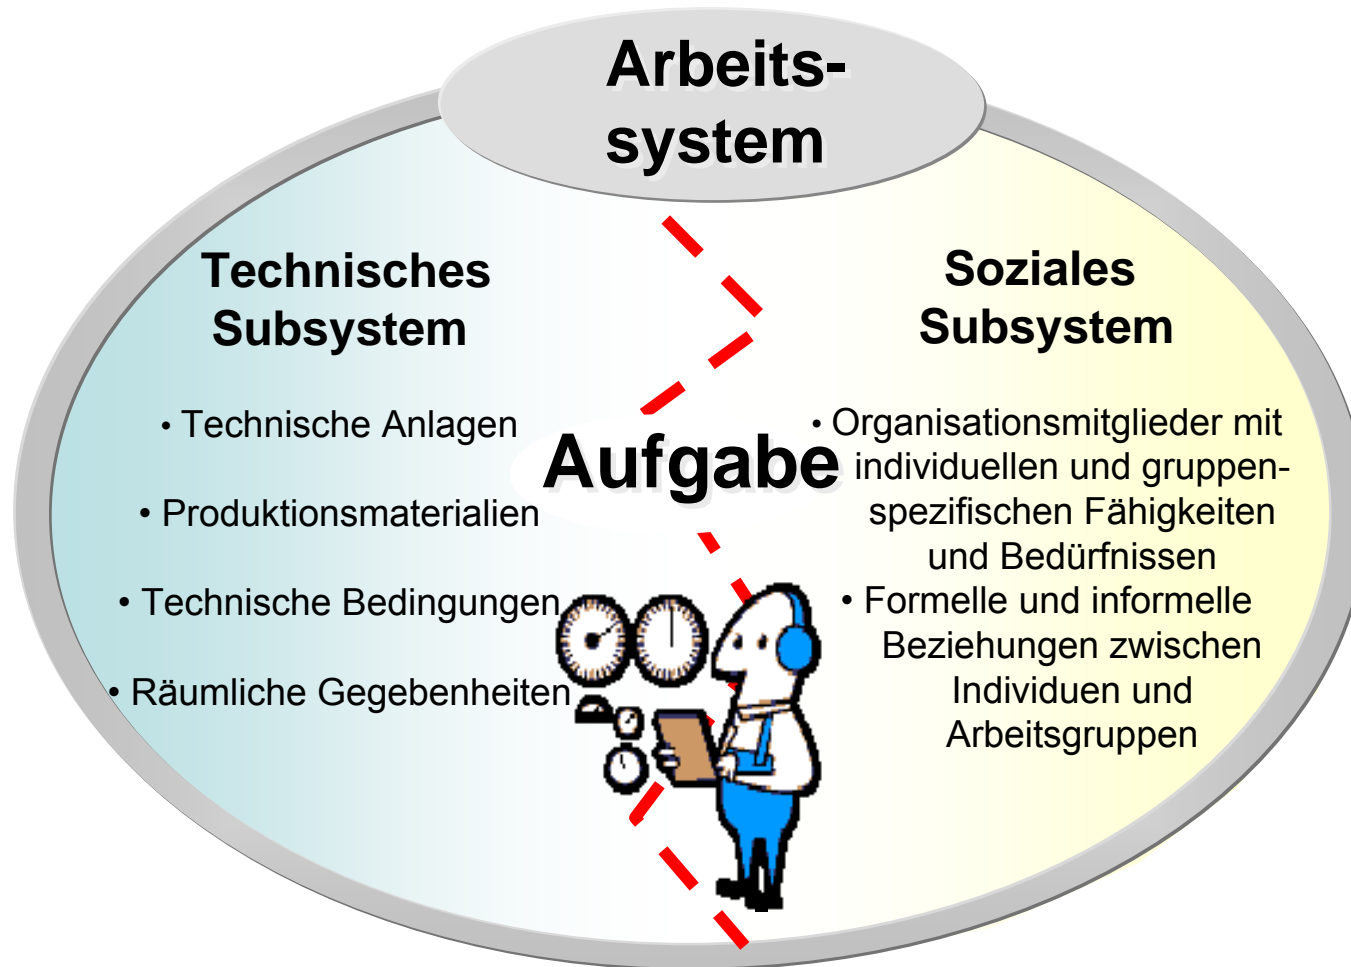 Arbeits-
system
Technisches
Subsystem
• Technische Anlagen
• Produktionsmaterialien
• Technische Bedingungen
• Räumliche Gegebenheiten
Aufgabe
Soziales
Subsystem
• Organisationsmitglieder mit
individuellen und gruppen-
spezifischen Fähigkeiten
und Bedürfnissen
• Formelle und informelle
Beziehungen zwischen
Individuen und
Arbeitsgruppen